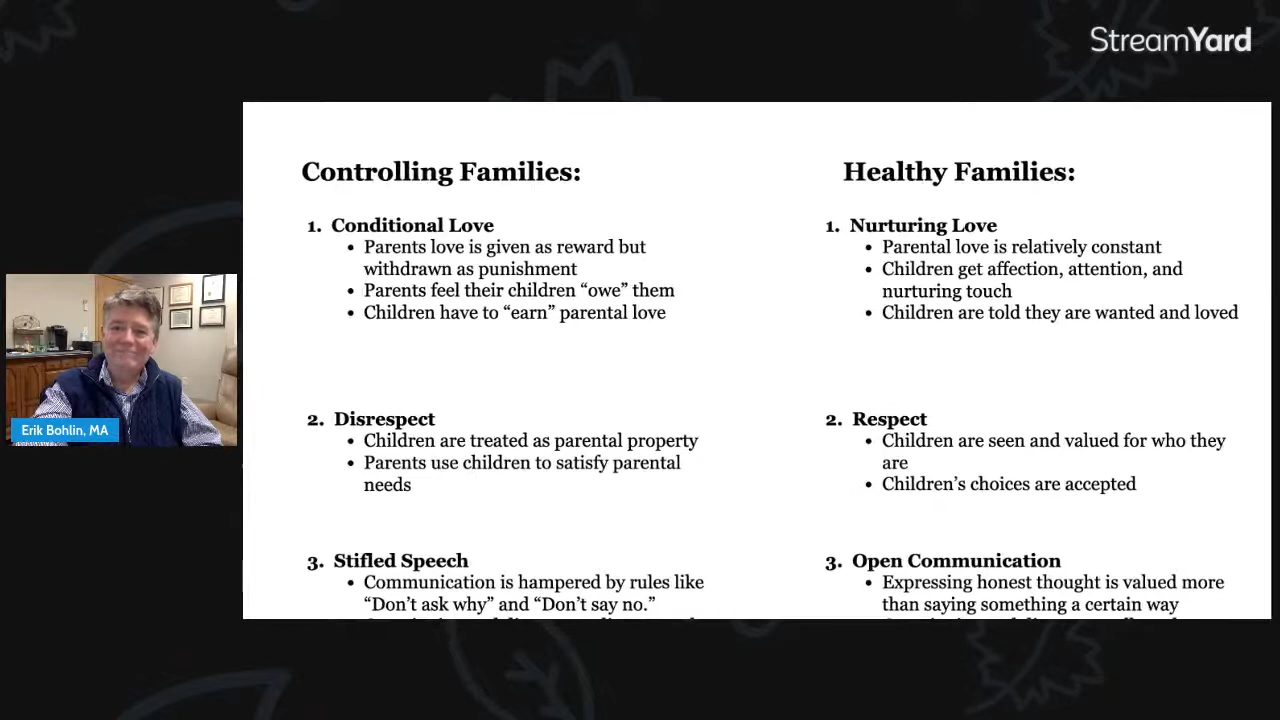 StreamYard
Controlling Families:
1. Conditional Love
• Parents love is given as reward but
withdrawn as punishment
• Parents feel their children “owe” them
• Children have to “earn” parental love
2. Disrespect
• Children are treated as parental property
• Parents use children to satisfy parental
needs
3. Stifled Speech
• Communication is hampered by rules like
“Don’t ask why” and “Don’t say no.”
Healthy Families:
1. Nurturing Love
• Parental love is relatively constant
• Children get affection, attention, and
nurturing touch
• Children are told they are wanted and loved
2. Respect
• Children are seen and valued for who they
are
• Children’s choices are accepted
3. Open Communication
• Expressing honest thought is valued more
than saying something a certain way
Erik Bohlin, MA